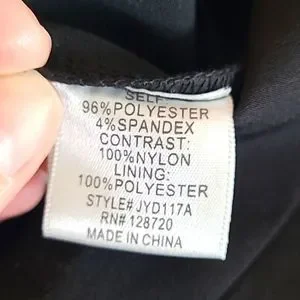 SELF
96%POLYESTER
4%SPANDEX
CONTRAST:
100%NYLON
LINING:
100%POLYESTER
STYLE# JYD117A
RN# 128720
MADE IN CHINA